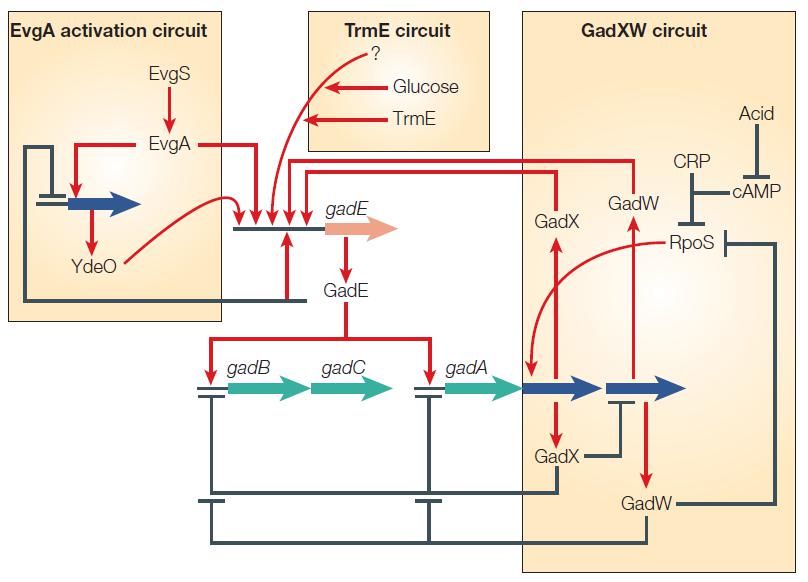 EvgA activation circuit
TrmE circuit
GadXW circuit
?
EvgS
Glucose
TrmE
Acid
EvgA
CRP
cAMP
GadW
gadE
GadX
RpoS
YdeO
GadE
gadB
gadC
gadA
GadX
GadW